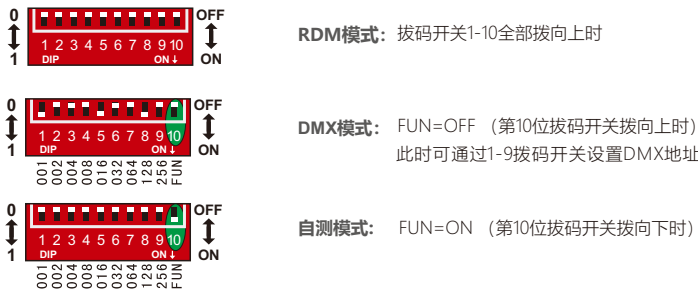 0 OFF
1 2 3 4 5 6 7 8 9 10
1 DIP ON↓ ON
RDM模式： 拔码开关1-10全部拨向上时
0 OFF
1 2 3 4 5 6 7 8 9 10
1 DIP ON↓ ON
001 002 004 008 016 032 064 128 256 FUN
DMX模式： FUN=OFF （第10位拔码开关拨向上时）
此时可通过1-9拨码开关设置DMX地址
0 OFF
1 2 3 4 5 6 7 8 9 10
1 DIP ON↓ ON
001 002 004 008 016 032 064 128 256 FUN
自测模式: FUN=ON （第10位拔码开关拨向下时）